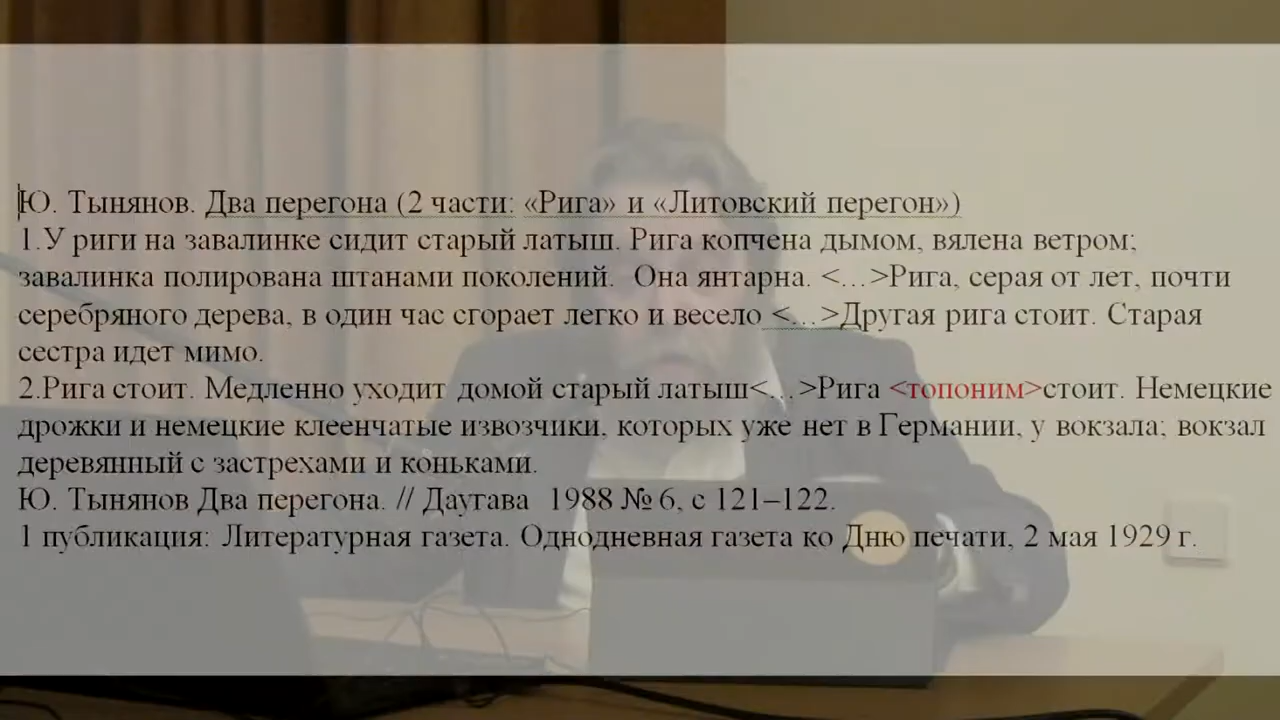 Ю. Тынянов. Два перегона (2 части: «Рига» и «Литовский перегон»)
1.У риги на завалинке сидит старый латыш. Рига копчена дымом, вялена ветром;
завалинка полирована штанами поколений. Она янтарна. <…>Рига, серая от лет, почти
серебряного дерева, в один час сгорает легко и весело <…>Другая рига стоит. Старая
сестра идет мимо.
2.Рига стоит. Медленно уходит домой старый латыш<…>Рига <топоним>стоит. Немецкие
дрожки и немецкие клеенчатые извозчики, которых уже нет в Германии, у вокзала; вокзал
деревянный с застрехами и коньками.
Ю. Тынянов Два перегона. // Даугава 1988 № 6, с 121–122.
1 публикация: Литературная газета. Однодневная газета ко Дню печати, 2 мая 1929 г.